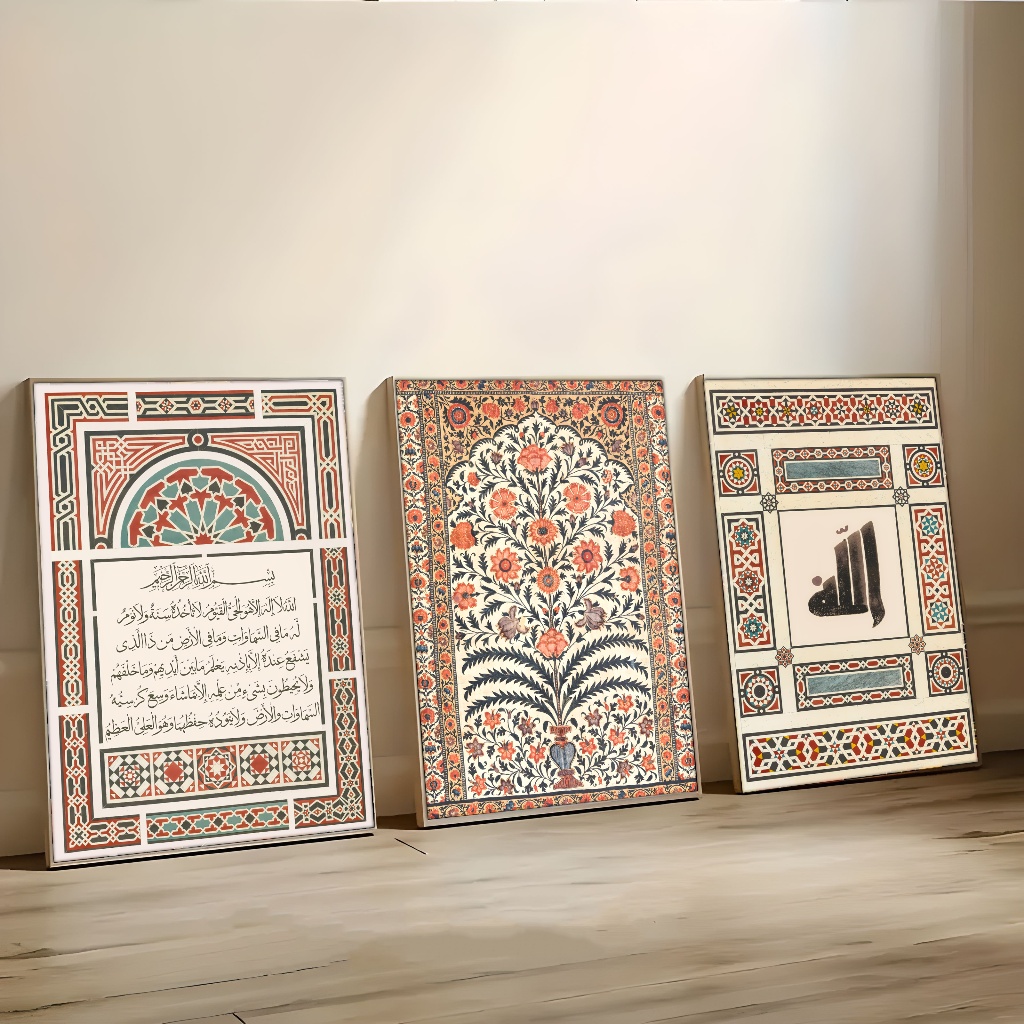 بسم الله الرحمن الرحيم
الله لا إله إلا هو الحي القيوم لا تأخذه سنة ولا نوم
له ما في السماوات وما في الأرض من ذا الذي
يشفع عنده إلا بإذنه يعلم ما بين أيديهم وما خلفهم
ولا يحيطون بشيء من علمه إلا بما شاء وسع كرسيه
السماوات والأرض ولا يئوده حفظهما وهو العلي العظيم